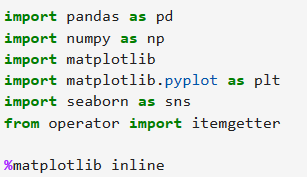 import pandas as pd
import numpy as np
import matplotlib
import matplotlib.pyplot as plt
import seaborn as sns
from operator import itemgetter
%matplotlib inline